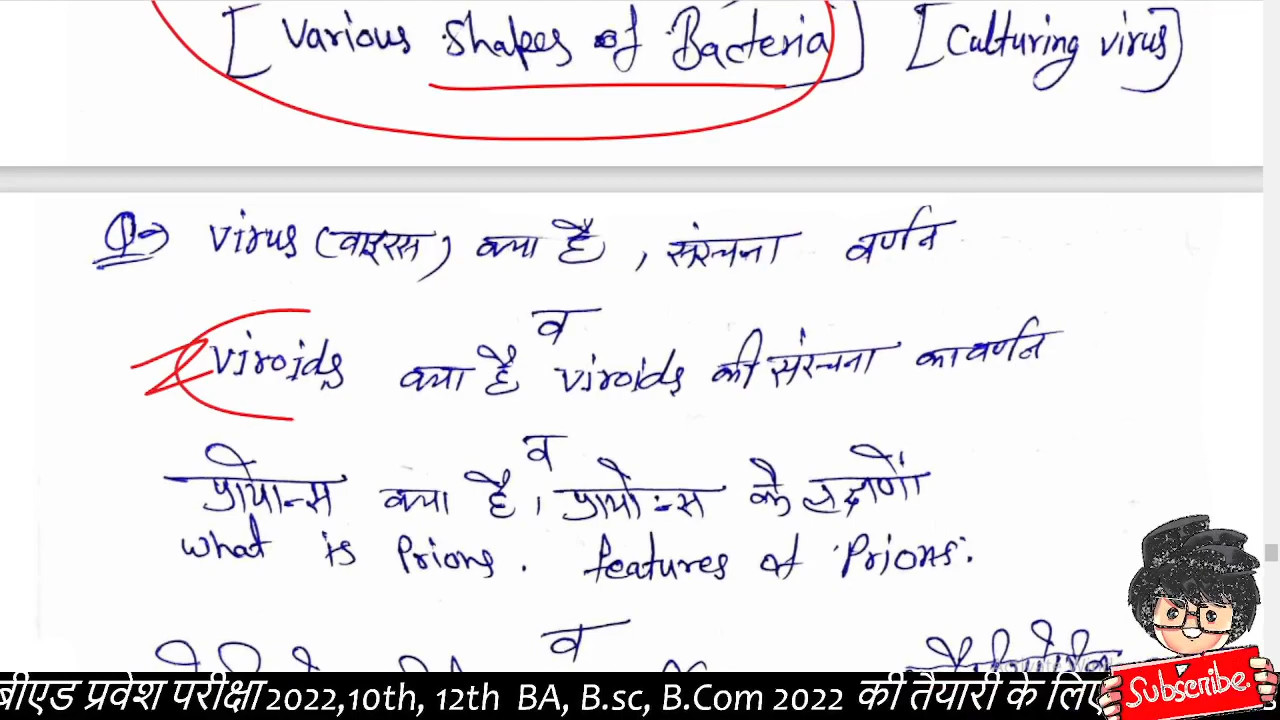 [Various Shapes of Bacteria] [Culturing virus]
Q⇒ virus (वाइरस) क्या है, संरचना वर्णन
व
viroids क्या है viroids की संरचना का वर्णन
व
प्रायोन्स क्या है। प्रायोन्स के लक्षणों
what is Prions. features of Prions.
व
बीएड प्रवेश परीक्षा 2022,10th, 12th BA, B.sc, B.Com 2022 की तैयारी के लिए
Subscribe.